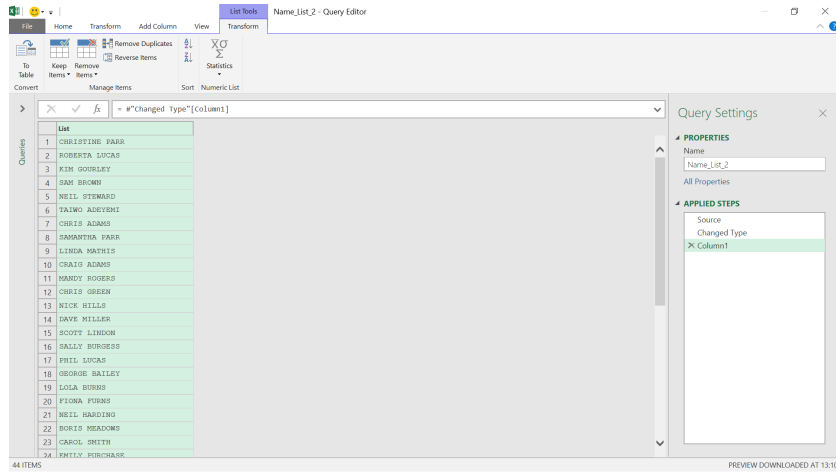 List Tools
Name_List_2 - Query Editor
File
Home
Transform
Add Column
View
Transform
To
Table
Keep
Items
Remove
Items
Remove Duplicates
Reverse Items
Statistics
Convert
Manage Items
Sort
Numeric List
fx
= #"Changed Type"[Column1]
Queries
List
1 CHRISTINE PARR
2 ROBERTA LUCAS
3 KIM GOURLEY
4 SAM BROWN
5 NEIL STEWARD
6 TAIWO ADEYEMI
7 CHRIS ADAMS
8 SAMANTHA PARR
9 LINDA MATHIS
10 CRAIG ADAMS
11 MANDY ROGERS
12 CHRIS GREEN
13 NICK HILLS
14 DAVE MILLER
15 SCOTT LINDON
16 SALLY BURGESS
17 PHIL LUCAS
18 GEORGE BAILEY
19 LOLA BURNS
20 FIONA FURNS
21 NEIL HARDING
22 BORIS MEADOWS
23 CAROL SMITH
24 EMILY PURCHASE
Query Settings
PROPERTIES
Name
Name_List_2
All Properties
APPLIED STEPS
Source
Changed Type
Column1
44 ITEMS
PREVIEW DOWNLOADED AT 13:10